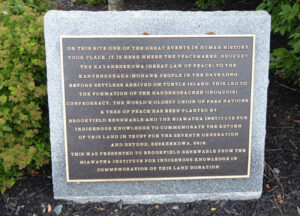 ON THIS SITE ONE OF THE GREAT EVENTS IN HUMAN HISTORY
TOOK PLACE. IT IS HERE WHERE THE PEACEMAKER BROUGHT
THE KAYANEREKOWA (GREAT LAW OF PEACE) TO THE
KANYENKEHAKA-MOHAWK PEOPLE IN THE DAYS LONG
BEFORE SETTLERS ARRIVED ON TURTLE ISLAND. THIS LED TO
THE FORMATION OF THE HAUDENOSAUNEE (IROQUOIS)
CONFEDERACY, THE WORLD'S OLDEST UNION OF FREE NATIONS
A TREE OF PEACE HAS BEEN PLANTED BY
BROOKFIELD RENEWABLE AND THE HIAWATHA INSTITUTE FOR
INDIGENOUS KNOWLEDGE TO COMMEMORATE THE RETURN
OF THIS LAND IN TRUST FOR THE SEVENTH GENERATION
AND BEYOND. 2018.
THIS WAS PRESENTED TO BROOKFIELD RENEWABLE FROM THE
HIAWATHA INSTITUTE FOR INDIGENOUS KNOWLEDGE IN
COMMEMORATION OF THIS LAND DONATION.